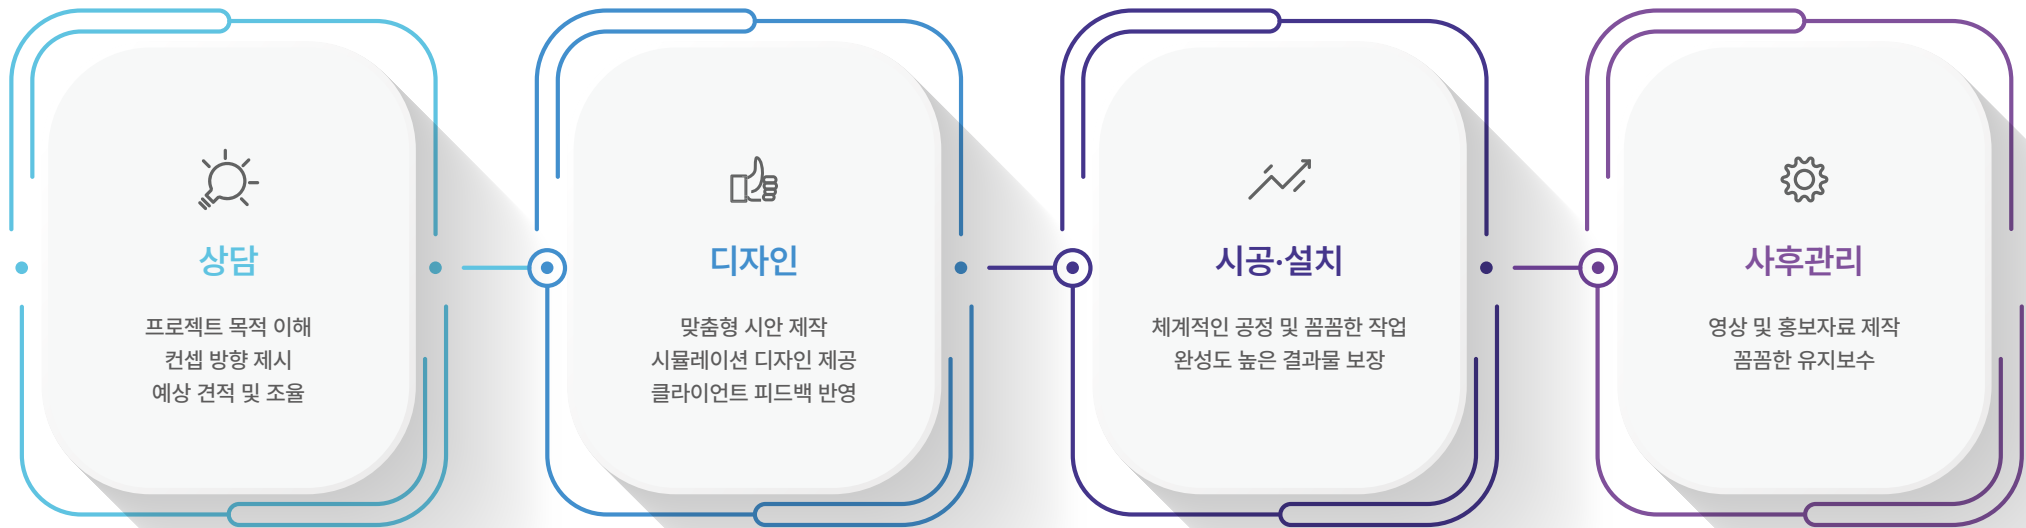 상담
프로젝트 목적 이해
컨셉 방향 제시
예상 견적 및 조율
디자인
맞춤형 시안 제작
시뮬레이션 디자인 제공
클라이언트 피드백 반영
시공·설치
체계적인 공정 및 꼼꼼한 작업
완성도 높은 결과물 보장
사후관리
영상 및 홍보자료 제작
꼼꼼한 유지보수